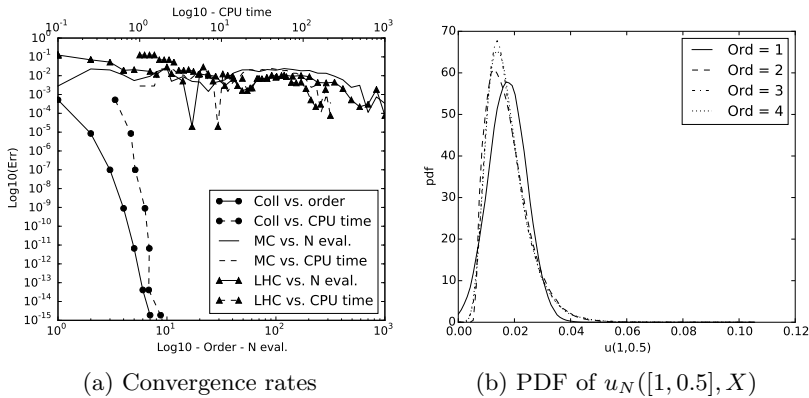 Log10 - CPU time
10^-1 10^0 10^1 10^2 10^3
10^1
10^0
10^-1
10^-2
10^-3
10^-4
10^-5
10^-6
10^-7
10^-8
10^-9
10^-10
10^-11
10^-12
10^-13
10^-14
10^-15
Log10(Err)
Coll vs. order
Coll vs. CPU time
MC vs. N eval.
MC vs. CPU time
LHC vs. N eval.
LHC vs. CPU time
10^0 10^1 10^2 10^3
Log10 - Order - N eval.
(a) Convergence rates
70
60
50
40
30
20
10
0
pdf
Ord = 1
Ord = 2
Ord = 3
Ord = 4
0.00 0.02 0.04 0.06 0.08 0.10 0.12
u(1,0.5)
(b) PDF of u_N([1, 0.5], X)